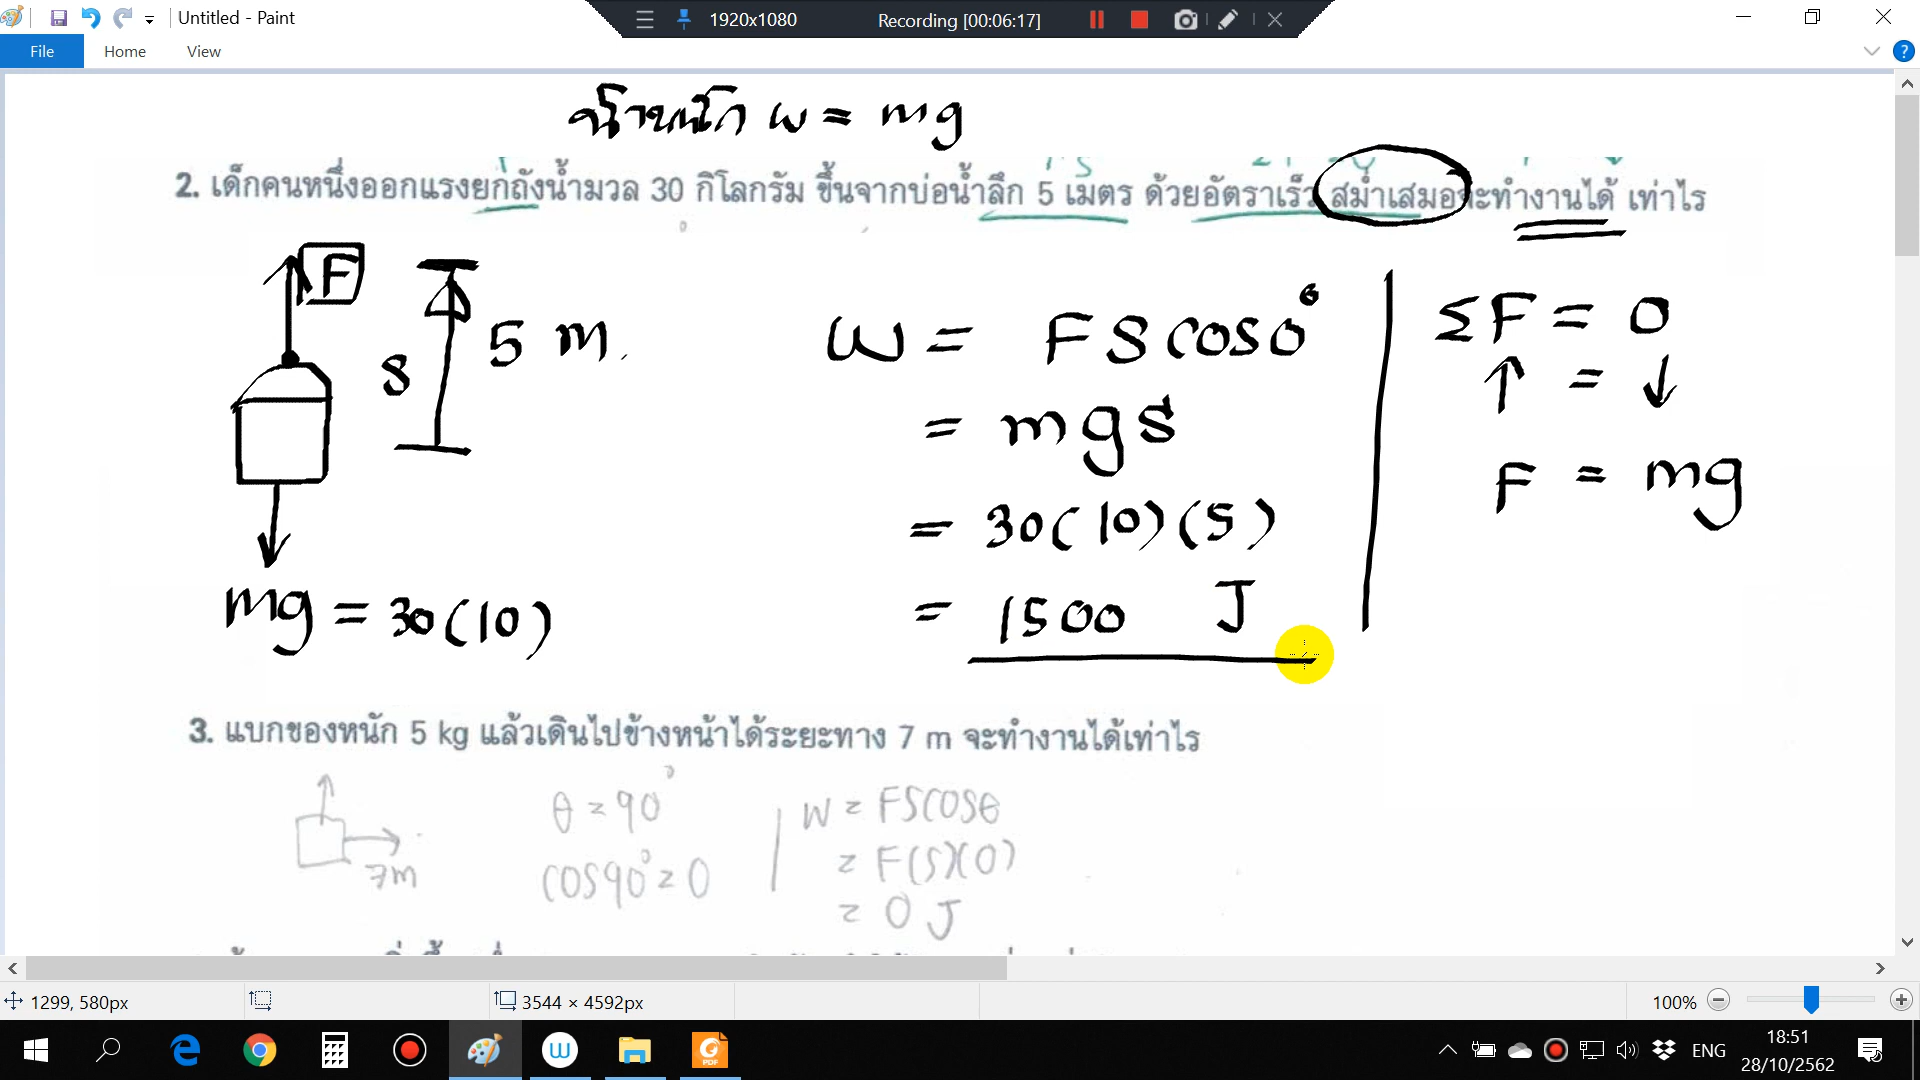 Untitled - Paint
1920x1080
Recording [00:06:17]
File
Home
View
น้ำหนัก w = mg
2. เด็กคนหนึ่งออกแรงยกถังน้ำมวล 30 กิโลกรัม ขึ้นจากบ่อน้ำลึก 5 เมตร ด้วยอัตราเร็ว สม่ำเสมอจะทำงานได้ เท่าไร
F
S
5 m.
mg = 30(10)
W = FScos0°
= mgs
= 30(10)(5)
= 1500 J
ΣF = 0
↑ = ↓
F = mg
3. แบกของหนัก 5 kg แล้วเดินไปข้างหน้าได้ระยะทาง 7 m จะทำงานได้เท่าไร
7m
θ = 90°
cos90° = 0
W = FScosθ
= F(S)(0)
= 0 J
1299, 580px
3544 × 4592px
100%
ENG
18:51
28/10/2562